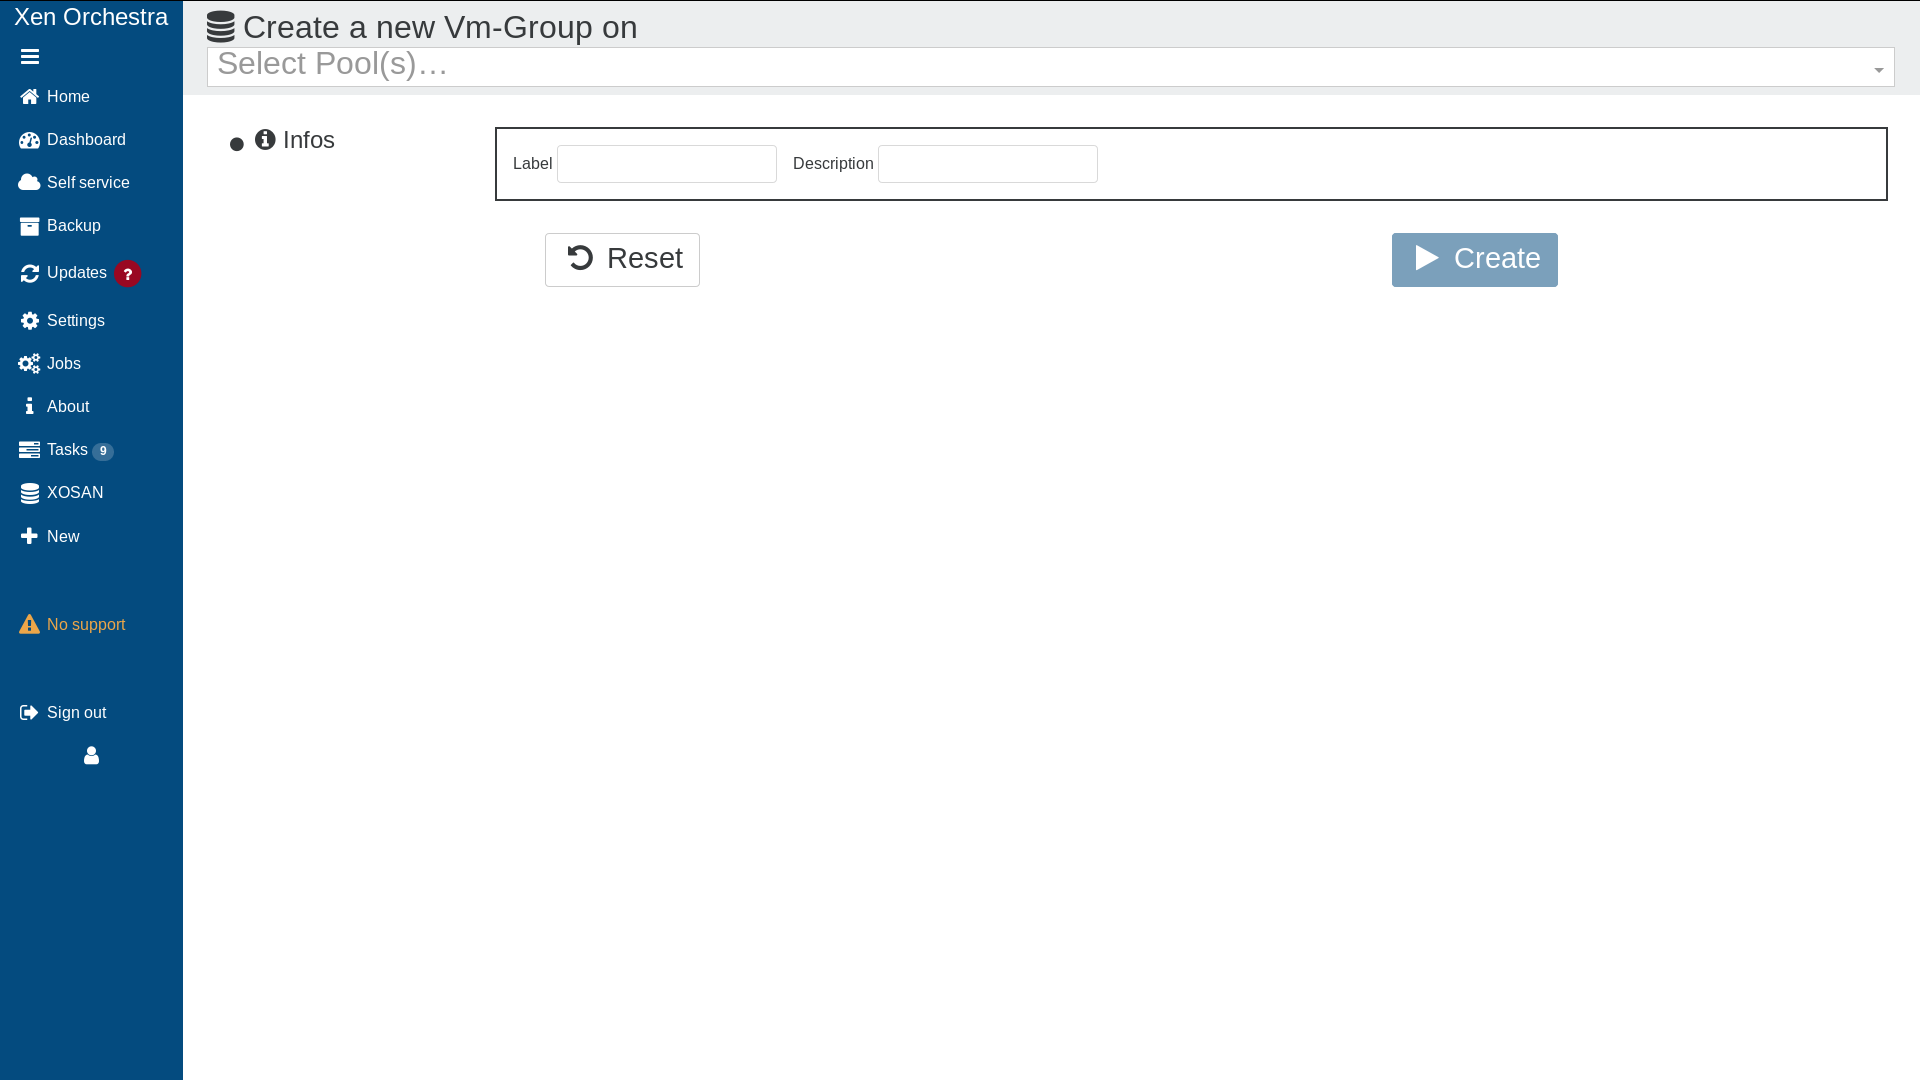 Xen Orchestra
Home
Dashboard
Self service
Backup
Updates ?
Settings
Jobs
About
Tasks 9
XOSAN
New
No support
Sign out
Create a new Vm-Group on
Select Pool(s)…
Infos
Label
Description
Reset
Create